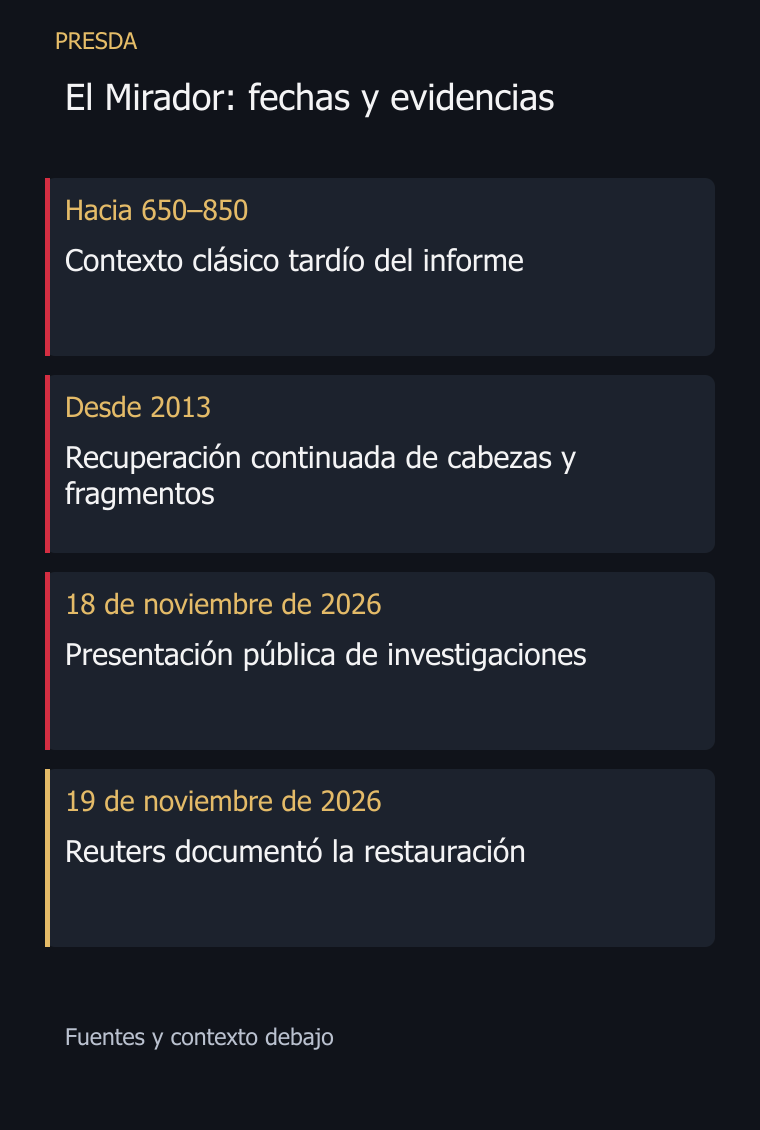 PRESDA
El Mirador: fechas y evidencias
Hacia 650–850
Contexto clásico tardío del informe
Desde 2013
Recuperación continuada de cabezas y
fragmentos
18 de noviembre de 2026
Presentación pública de investigaciones
19 de noviembre de 2026
Reuters documentó la restauración
Fuentes y contexto debajo